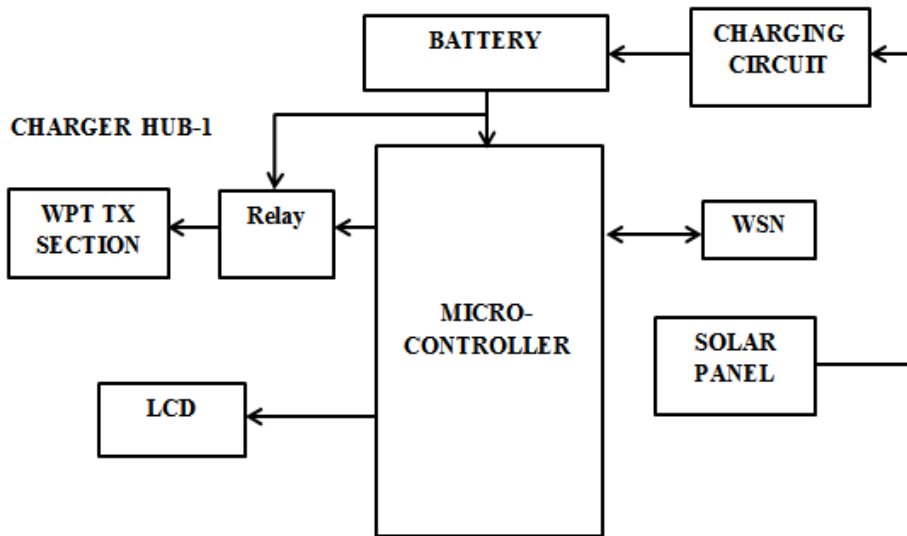 BATTERY
CHARGING
CIRCUIT
CHARGER HUB-1
WPT TX
SECTION
Relay
WSN
MICRO-
CONTROLLER
SOLAR
PANEL
LCD